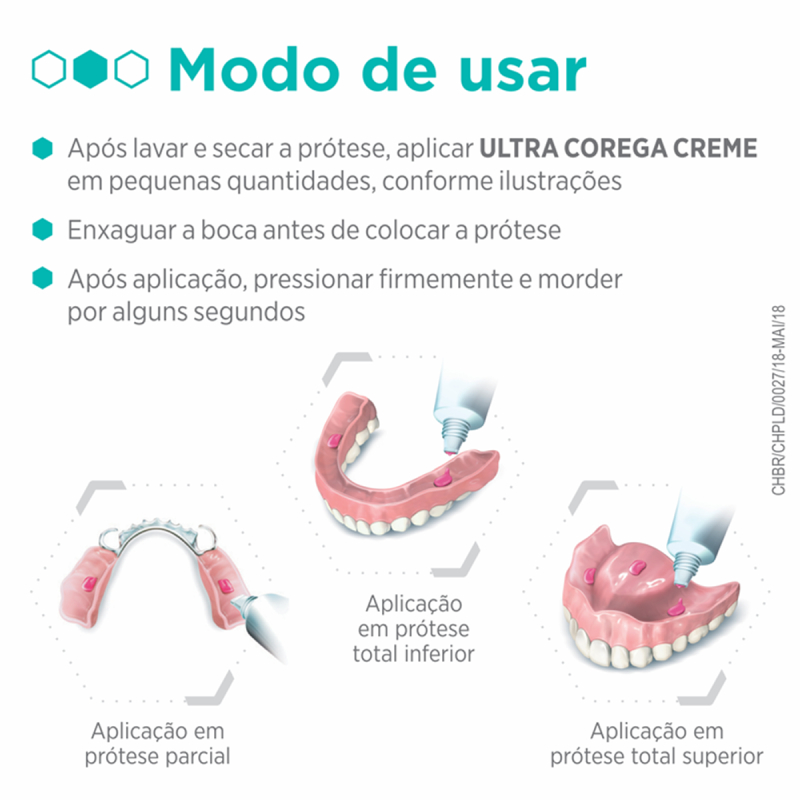 Modo de usar
Após lavar e secar a prótese, aplicar ULTRA COREGA CREME
em pequenas quantidades, conforme ilustrações
Enxaguar a boca antes de colocar a prótese
Após aplicação, pressionar firmemente e morder
por alguns segundos
CHBR/CHPLD/0027/18-MAI/18
Aplicação
em prótese
total inferior
Aplicação em
prótese parcial
Aplicação em
prótese total superior